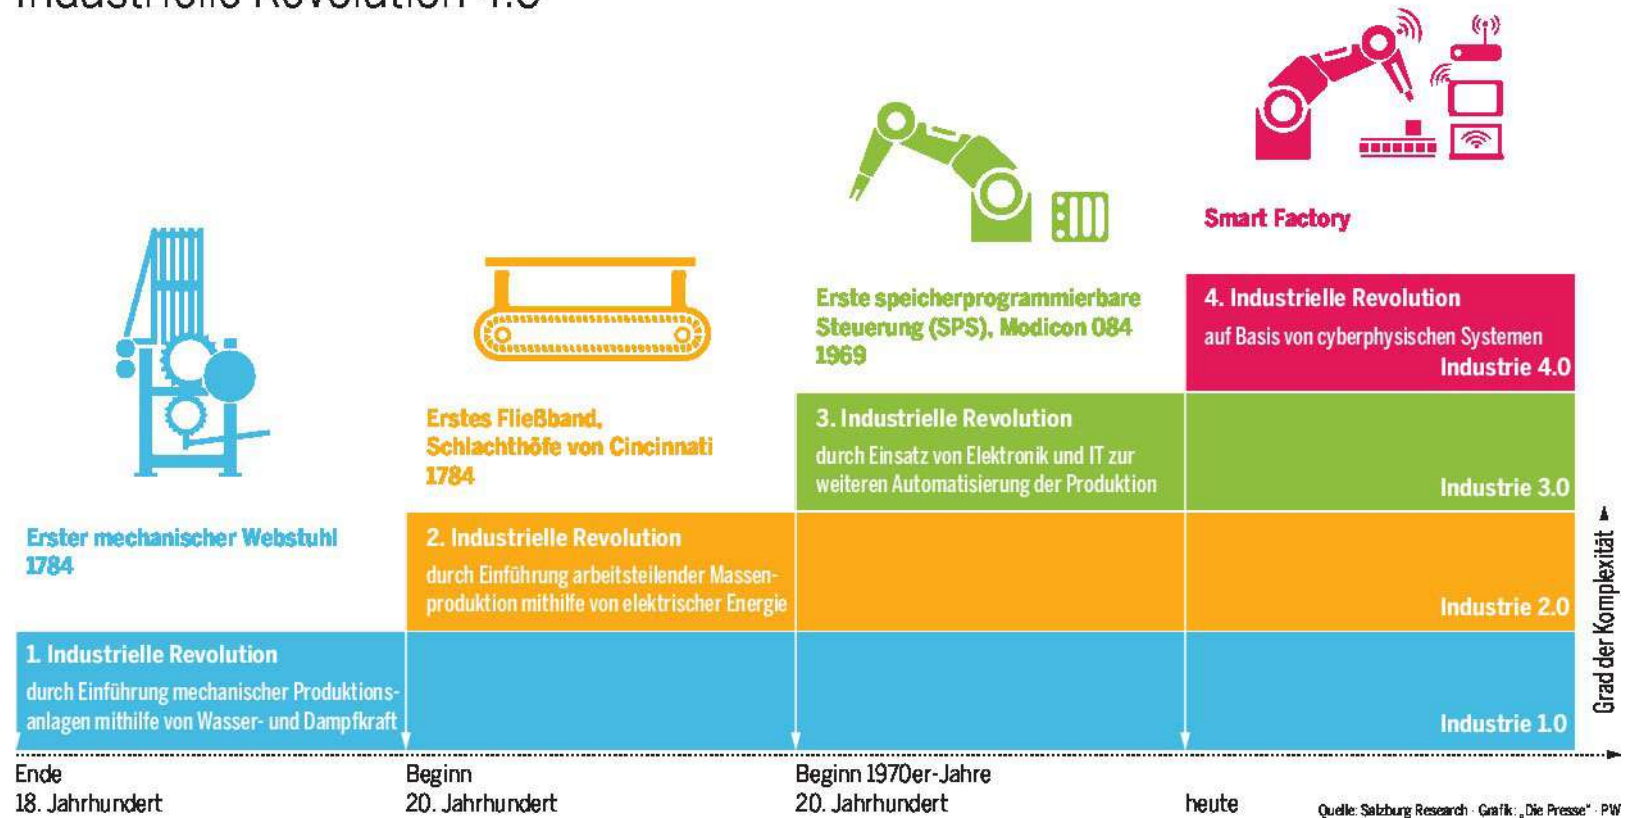 Industrielle Revolution 4.0
Smart Factory
Erste speicherprogrammierbare
Steuerung (SPS), Modicon 084
1969
4. Industrielle Revolution
auf Basis von cyberphysischen Systemen
Industrie 4.0
Erstes Fließband,
Schlachthöfe von Cincinnati
1784
3. Industrielle Revolution
durch Einsatz von Elektronik und IT zur
weiteren Automatisierung der Produktion
Industrie 3.0
Erster mechanischer Webstuhl
1784
2. Industrielle Revolution
durch Einführung arbeitsteilender Massen-
produktion mithilfe von elektrischer Energie
Industrie 2.0
1. Industrielle Revolution
durch Einführung mechanischer Produktions-
anlagen mithilfe von Wasser- und Dampfkraft
Industrie 1.0
Grad der Komplexität
Ende
18. Jahrhundert
Beginn
20. Jahrhundert
Beginn 1970er-Jahre
20. Jahrhundert
heute
Quelle: Salzburg Research · Grafik: „Die Presse" · PW